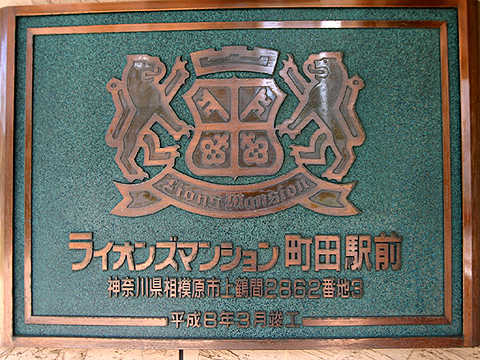 Lions Mansion
ライオンズマンション町田駅前
神奈川県相模原市上鶴間2862番地3
平成8年3月竣工